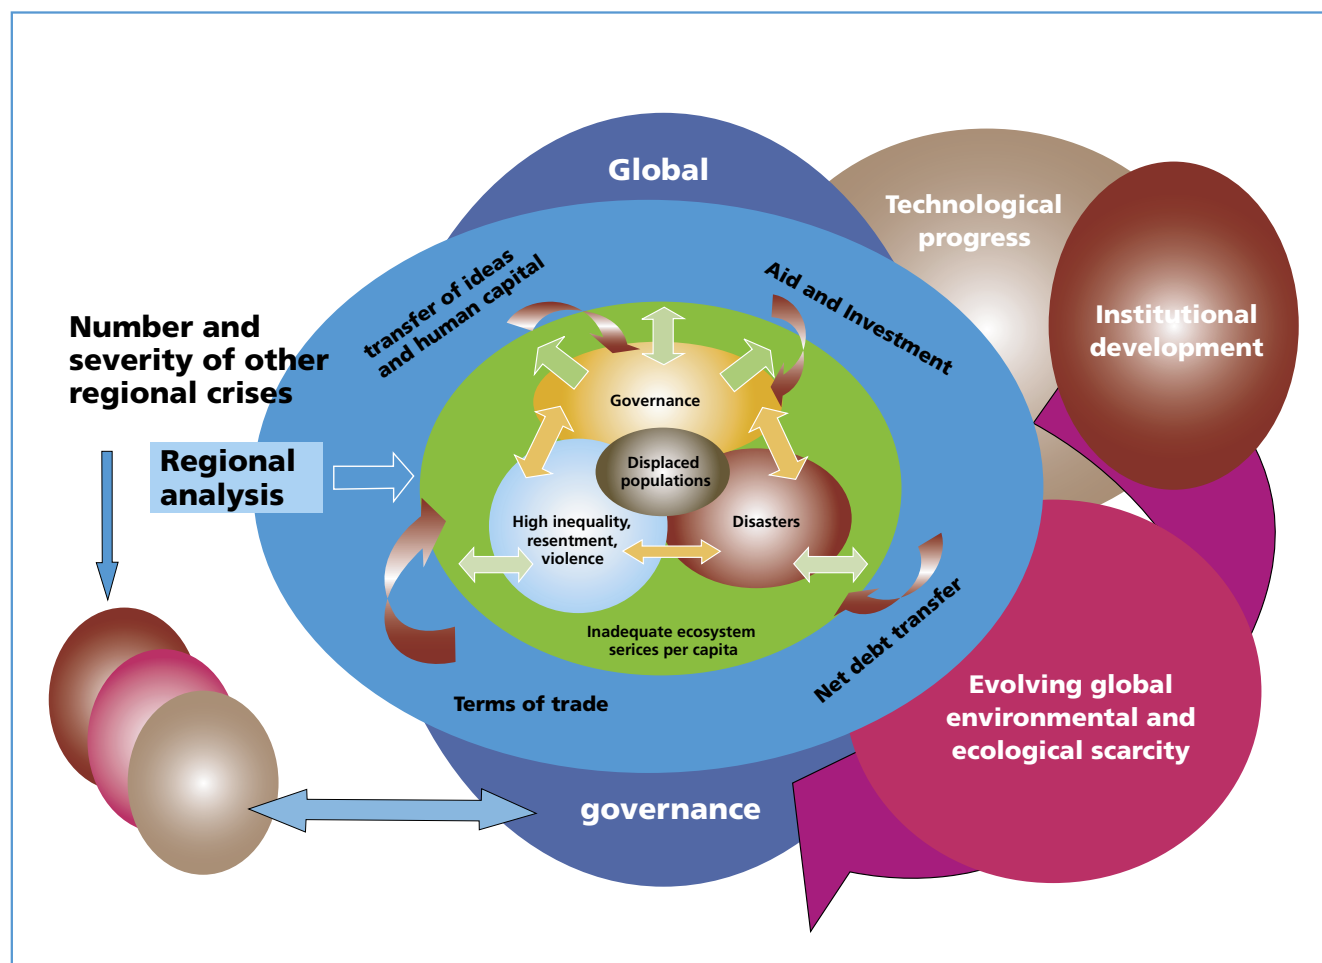 Global
Technological
progress
Institutional
development
transfer of ideas
and human capital
Aid and Investment
Number and
severity of other
regional crises
Regional
analysis
Governance
Displaced
populations
High inequality,
resentment,
violence
Disasters
Inadequate ecosystem
serices per capita
Net debt transfer
Terms of trade
Evolving global
environmental and
ecological scarcity
governance